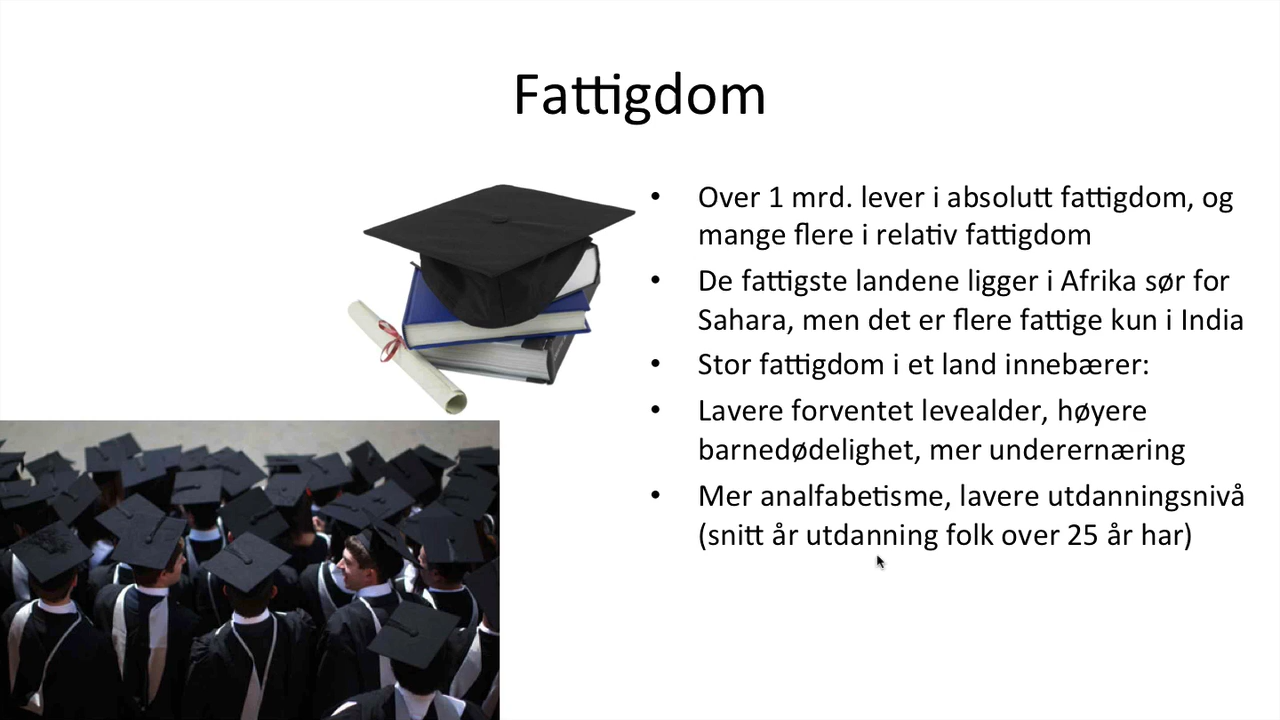 Fattigdom
• Over 1 mrd. lever i absolutt fattigdom, og
mange flere i relativ fattigdom
• De fattigste landene ligger i Afrika sør for
Sahara, men det er flere fattige kun i India
• Stor fattigdom i et land innebærer:
• Lavere forventet levealder, høyere
barnedødelighet, mer underernæring
• Mer analfabetisme, lavere utdanningsnivå
(snitt år utdanning folk over 25 år har)